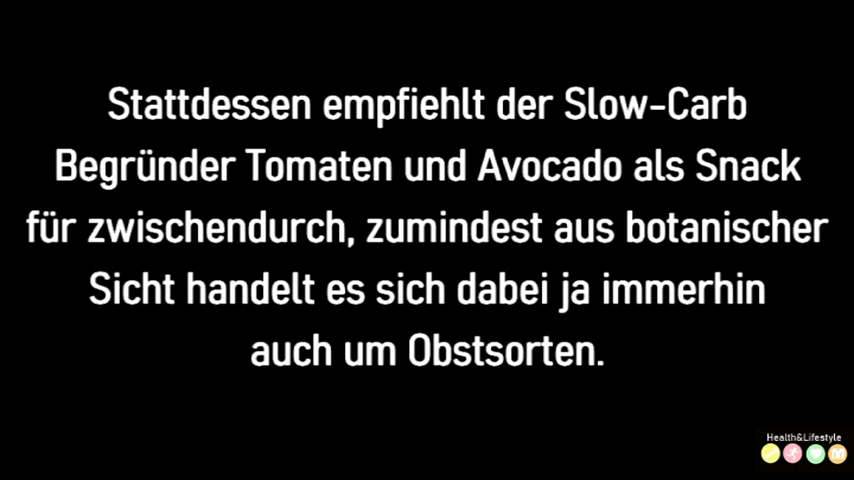 Stattdessen empfiehlt der Slow-Carb
Begründer Tomaten und Avocado als Snack
für zwischendurch, zumindest aus botanischer
Sicht handelt es sich dabei ja immerhin
auch um Obstsorten.
Health&Lifestyle